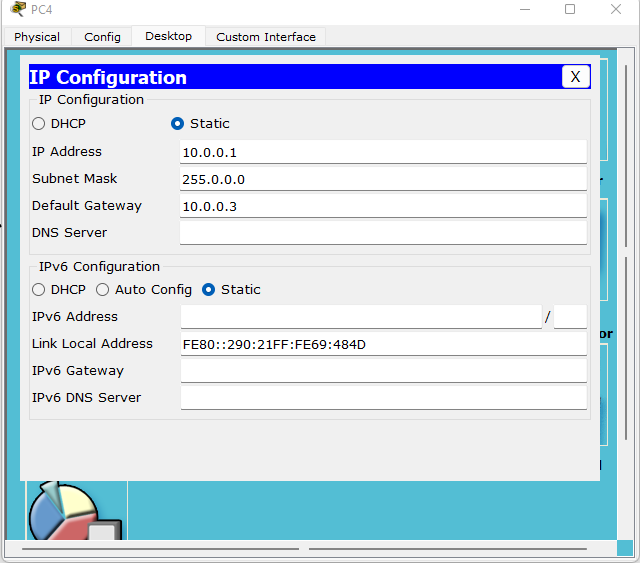 PC4
Physical Config Desktop Custom Interface
IP Configuration X
IP Configuration
DHCP Static
IP Address 10.0.0.1
Subnet Mask 255.0.0.0
Default Gateway 10.0.0.3
DNS Server
IPv6 Configuration
DHCP Auto Config Static
IPv6 Address /
Link Local Address FE80::290:21FF:FE69:484D
IPv6 Gateway
IPv6 DNS Server